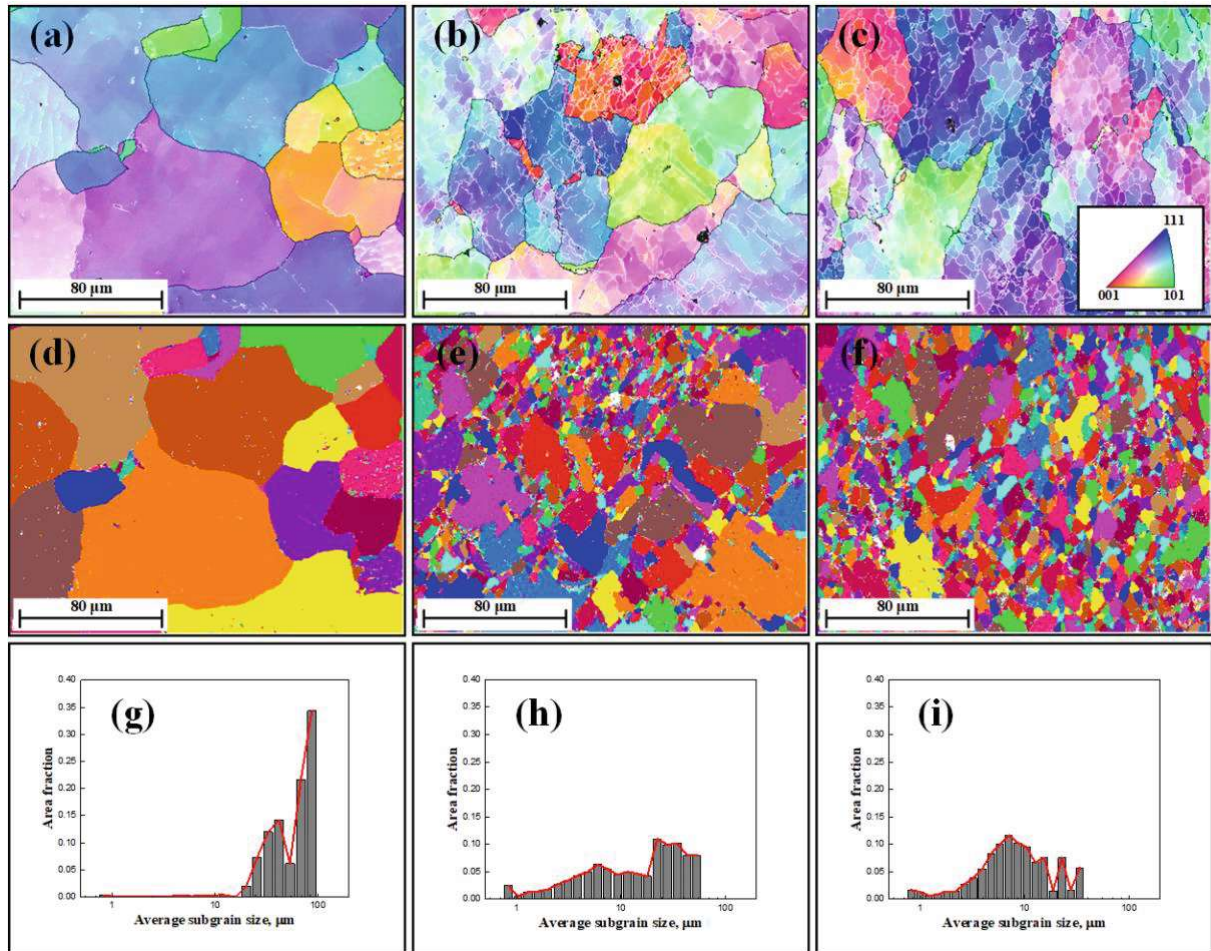 (a)
(b)
(c)
111
001
101
80 µm
80 µm
80 µm
(d)
(e)
(f)
80 µm
80 µm
80 µm
(g)
0.40
0.35
0.30
0.25
0.20
0.15
0.10
0.05
0.00
Area fraction
1
10
100
Average subgrain size, µm
(h)
0.40
0.35
0.30
0.25
0.20
0.15
0.10
0.05
0.00
Area fraction
1
10
100
Average subgrain size, µm
(i)
0.40
0.35
0.30
0.25
0.20
0.15
0.10
0.05
0.00
Area fraction
1
10
100
Average subgrain size, µm